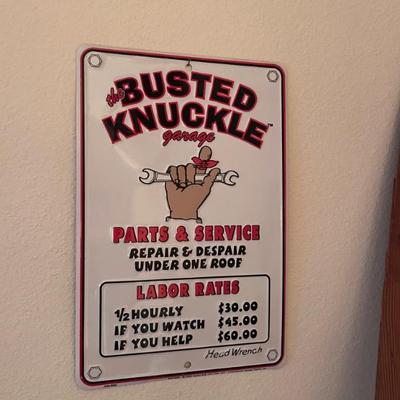 the BUSTED
KNUCKLE™
garage
PARTS & SERVICE
REPAIR & DESPAIR
UNDER ONE ROOF
LABOR RATES
1/2 HOURLY $30.00
IF YOU WATCH $45.00
IF YOU HELP $60.00
Head Wrench